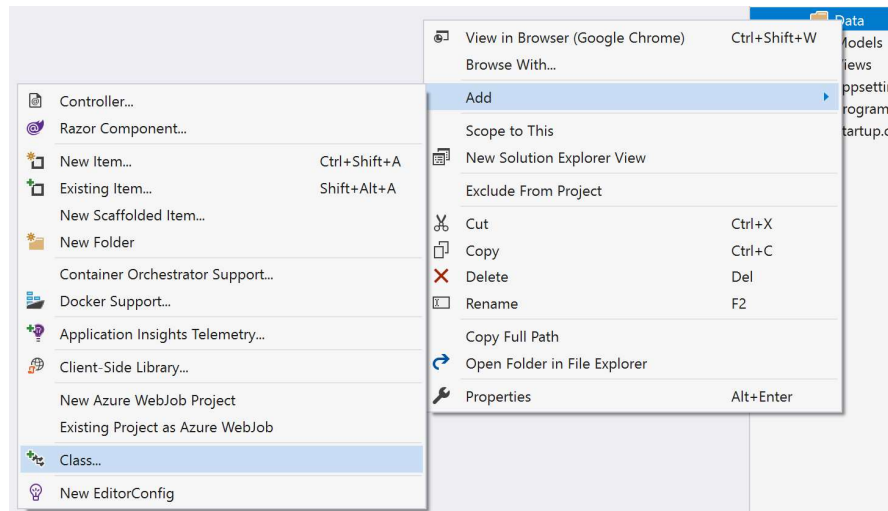 Data
View in Browser (Google Chrome) Ctrl+Shift+W
Models
Browse With...
Views
Add
Scope to This
New Solution Explorer View
Exclude From Project
Cut Ctrl+X
Copy Ctrl+C
Delete Del
Rename F2
Copy Full Path
Open Folder in File Explorer
Properties Alt+Enter
Controller...
Razor Component...
New Item... Ctrl+Shift+A
Existing Item... Shift+Alt+A
New Scaffolded Item...
New Folder
Container Orchestrator Support...
Docker Support...
Application Insights Telemetry...
Client-Side Library...
New Azure WebJob Project
Existing Project as Azure WebJob
Class...
New EditorConfig